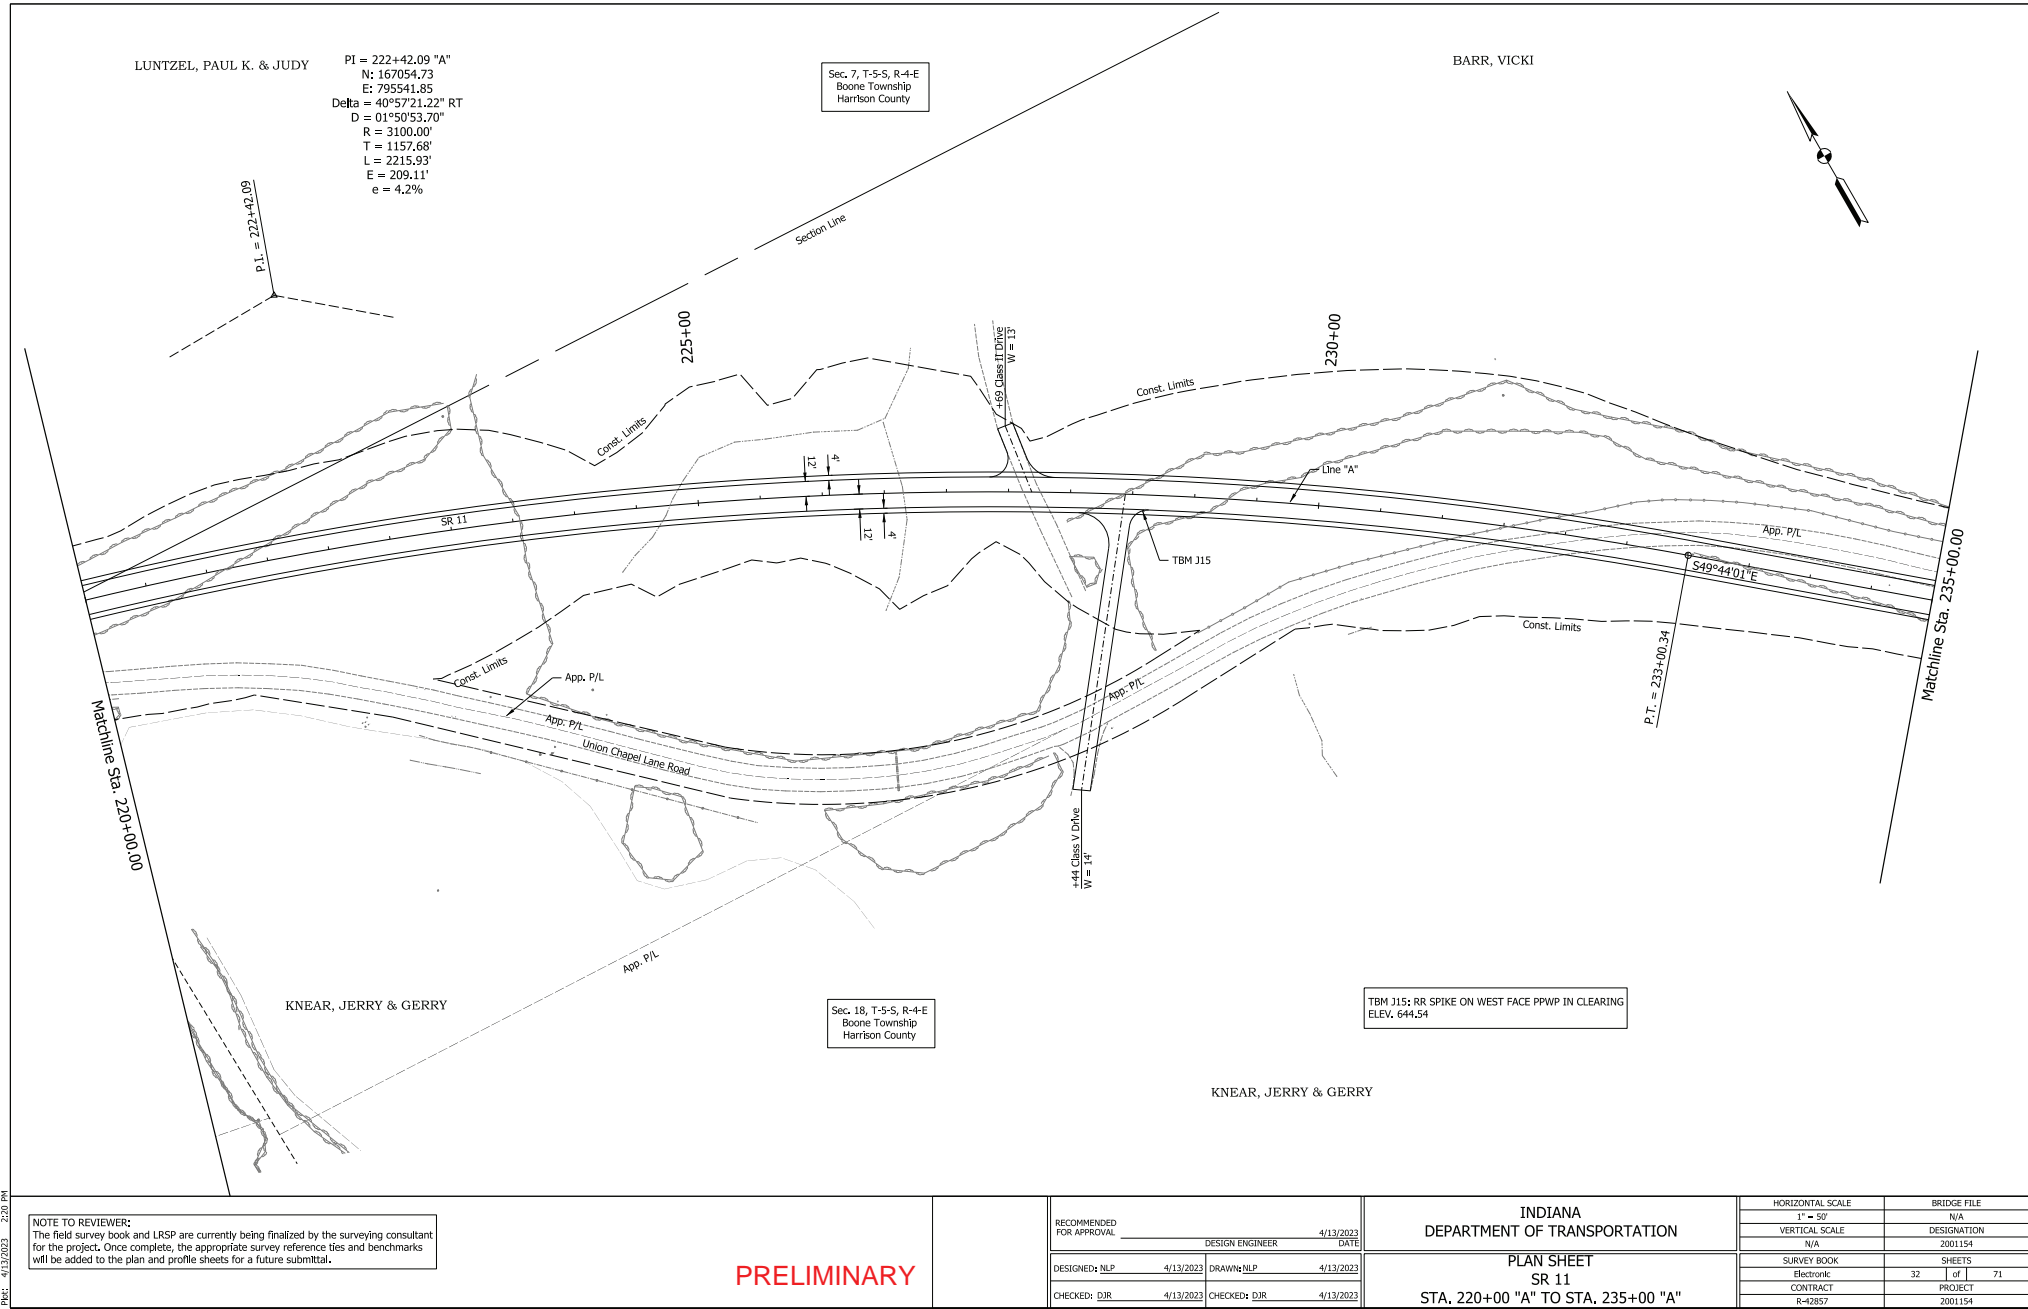 LUNTZEL, PAUL K. & JUDY
PI = 222+42.09 "A"
N: 167054.73
E: 795541.85
Delta = 40°57'21.22" RT
D = 01°50'53.70"
R = 3100.00'
T = 1157.68'
L = 2215.93'
E = 209.11'
e = 4.2%
Sec. 7, T-5-S, R-4-E
Boone Township
Harrison County
BARR, VICKI
P.I. = 222+42.09
Section Line
225+00
230+00
+69 Class II Drive
W = 13'
Const. Limits
Const. Limits
12'
4'
Line "A"
SR 11
12'
4'
TBM J15
App. P/L
S49°44'01"E
Const. Limits
P.T. = 233+00.34
Matchline Sta. 235+00.00
Const. Limits
App. P/L
App. P/L
App. P/L
Union Chapel Lane Road
Matchline Sta. 220+00.00
+44 Class V Drive
W = 14'
App. P/L
KNEAR, JERRY & GERRY
Sec. 18, T-5-S, R-4-E
Boone Township
Harrison County
TBM J15: RR SPIKE ON WEST FACE PPWP IN CLEARING
ELEV. 644.54
KNEAR, JERRY & GERRY
Plot: 4/13/2023 2:20 PM
NOTE TO REVIEWER:
The field survey book and LRSP are currently being finalized by the surveying consultant
for the project. Once complete, the appropriate survey reference ties and benchmarks
will be added to the plan and profile sheets for a future submittal.
PRELIMINARY
RECOMMENDED
FOR APPROVAL
4/13/2023
DESIGN ENGINEER DATE
DESIGNED: NLP 4/13/2023 DRAWN: NLP 4/13/2023
CHECKED: DJR 4/13/2023 CHECKED: DJR 4/13/2023
INDIANA
DEPARTMENT OF TRANSPORTATION
PLAN SHEET
SR 11
STA. 220+00 "A" TO STA. 235+00 "A"
HORIZONTAL SCALE BRIDGE FILE
1" = 50' N/A
VERTICAL SCALE DESIGNATION
N/A 2001154
SURVEY BOOK SHEETS
Electronic 32 of 71
CONTRACT PROJECT
R-42857 2001154